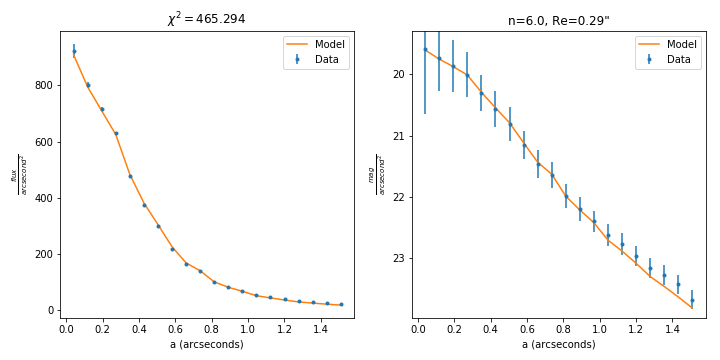 χ² = 465.294
Model
Data
800
600
400
200
0
flux
arcsecond²
0.0 0.2 0.4 0.6 0.8 1.0 1.2 1.4
a (arcseconds)
n=6.0, Re=0.29"
Model
Data
20
21
22
23
mag
arcsecond²
0.0 0.2 0.4 0.6 0.8 1.0 1.2 1.4
a (arcseconds)